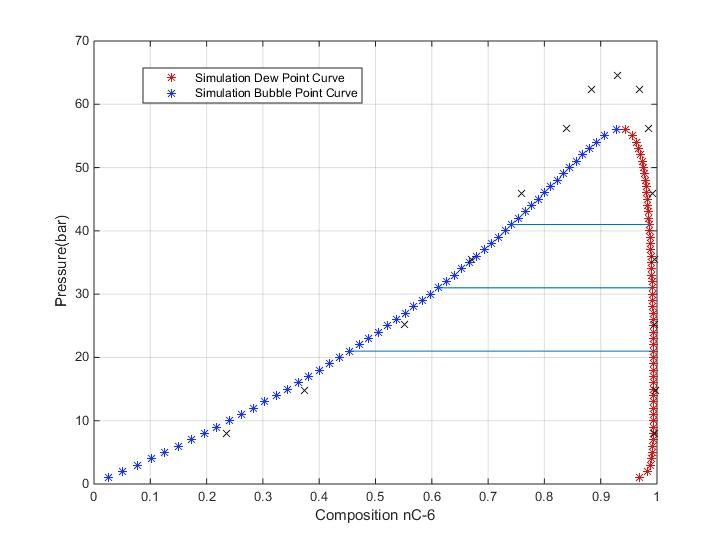 70
60
50
40
30
20
10
0
Pressure(bar)
Simulation Dew Point Curve
Simulation Bubble Point Curve
0 0.1 0.2 0.3 0.4 0.5 0.6 0.7 0.8 0.9 1
Composition nC-6